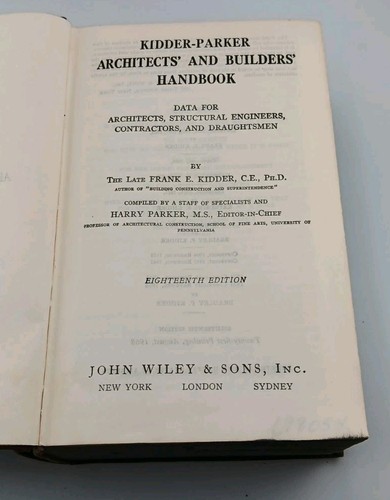 KIDDER-PARKER
ARCHITECTS' AND BUILDERS'
HANDBOOK
DATA FOR
ARCHITECTS, STRUCTURAL ENGINEERS,
CONTRACTORS, AND DRAUGHTSMEN
BY
THE LATE FRANK E. KIDDER, C.E., PH.D.
AUTHOR OF "BUILDING CONSTRUCTION AND SUPERINTENDENCE"
COMPILED BY A STAFF OF SPECIALISTS AND
HARRY PARKER, M.S., EDITOR-IN-CHIEF
PROFESSOR OF ARCHITECTURAL CONSTRUCTION, SCHOOL OF FINE ARTS, UNIVERSITY OF
PENNSYLVANIA
EIGHTEENTH EDITION
JOHN WILEY & SONS, INC.
NEW YORK LONDON SYDNEY